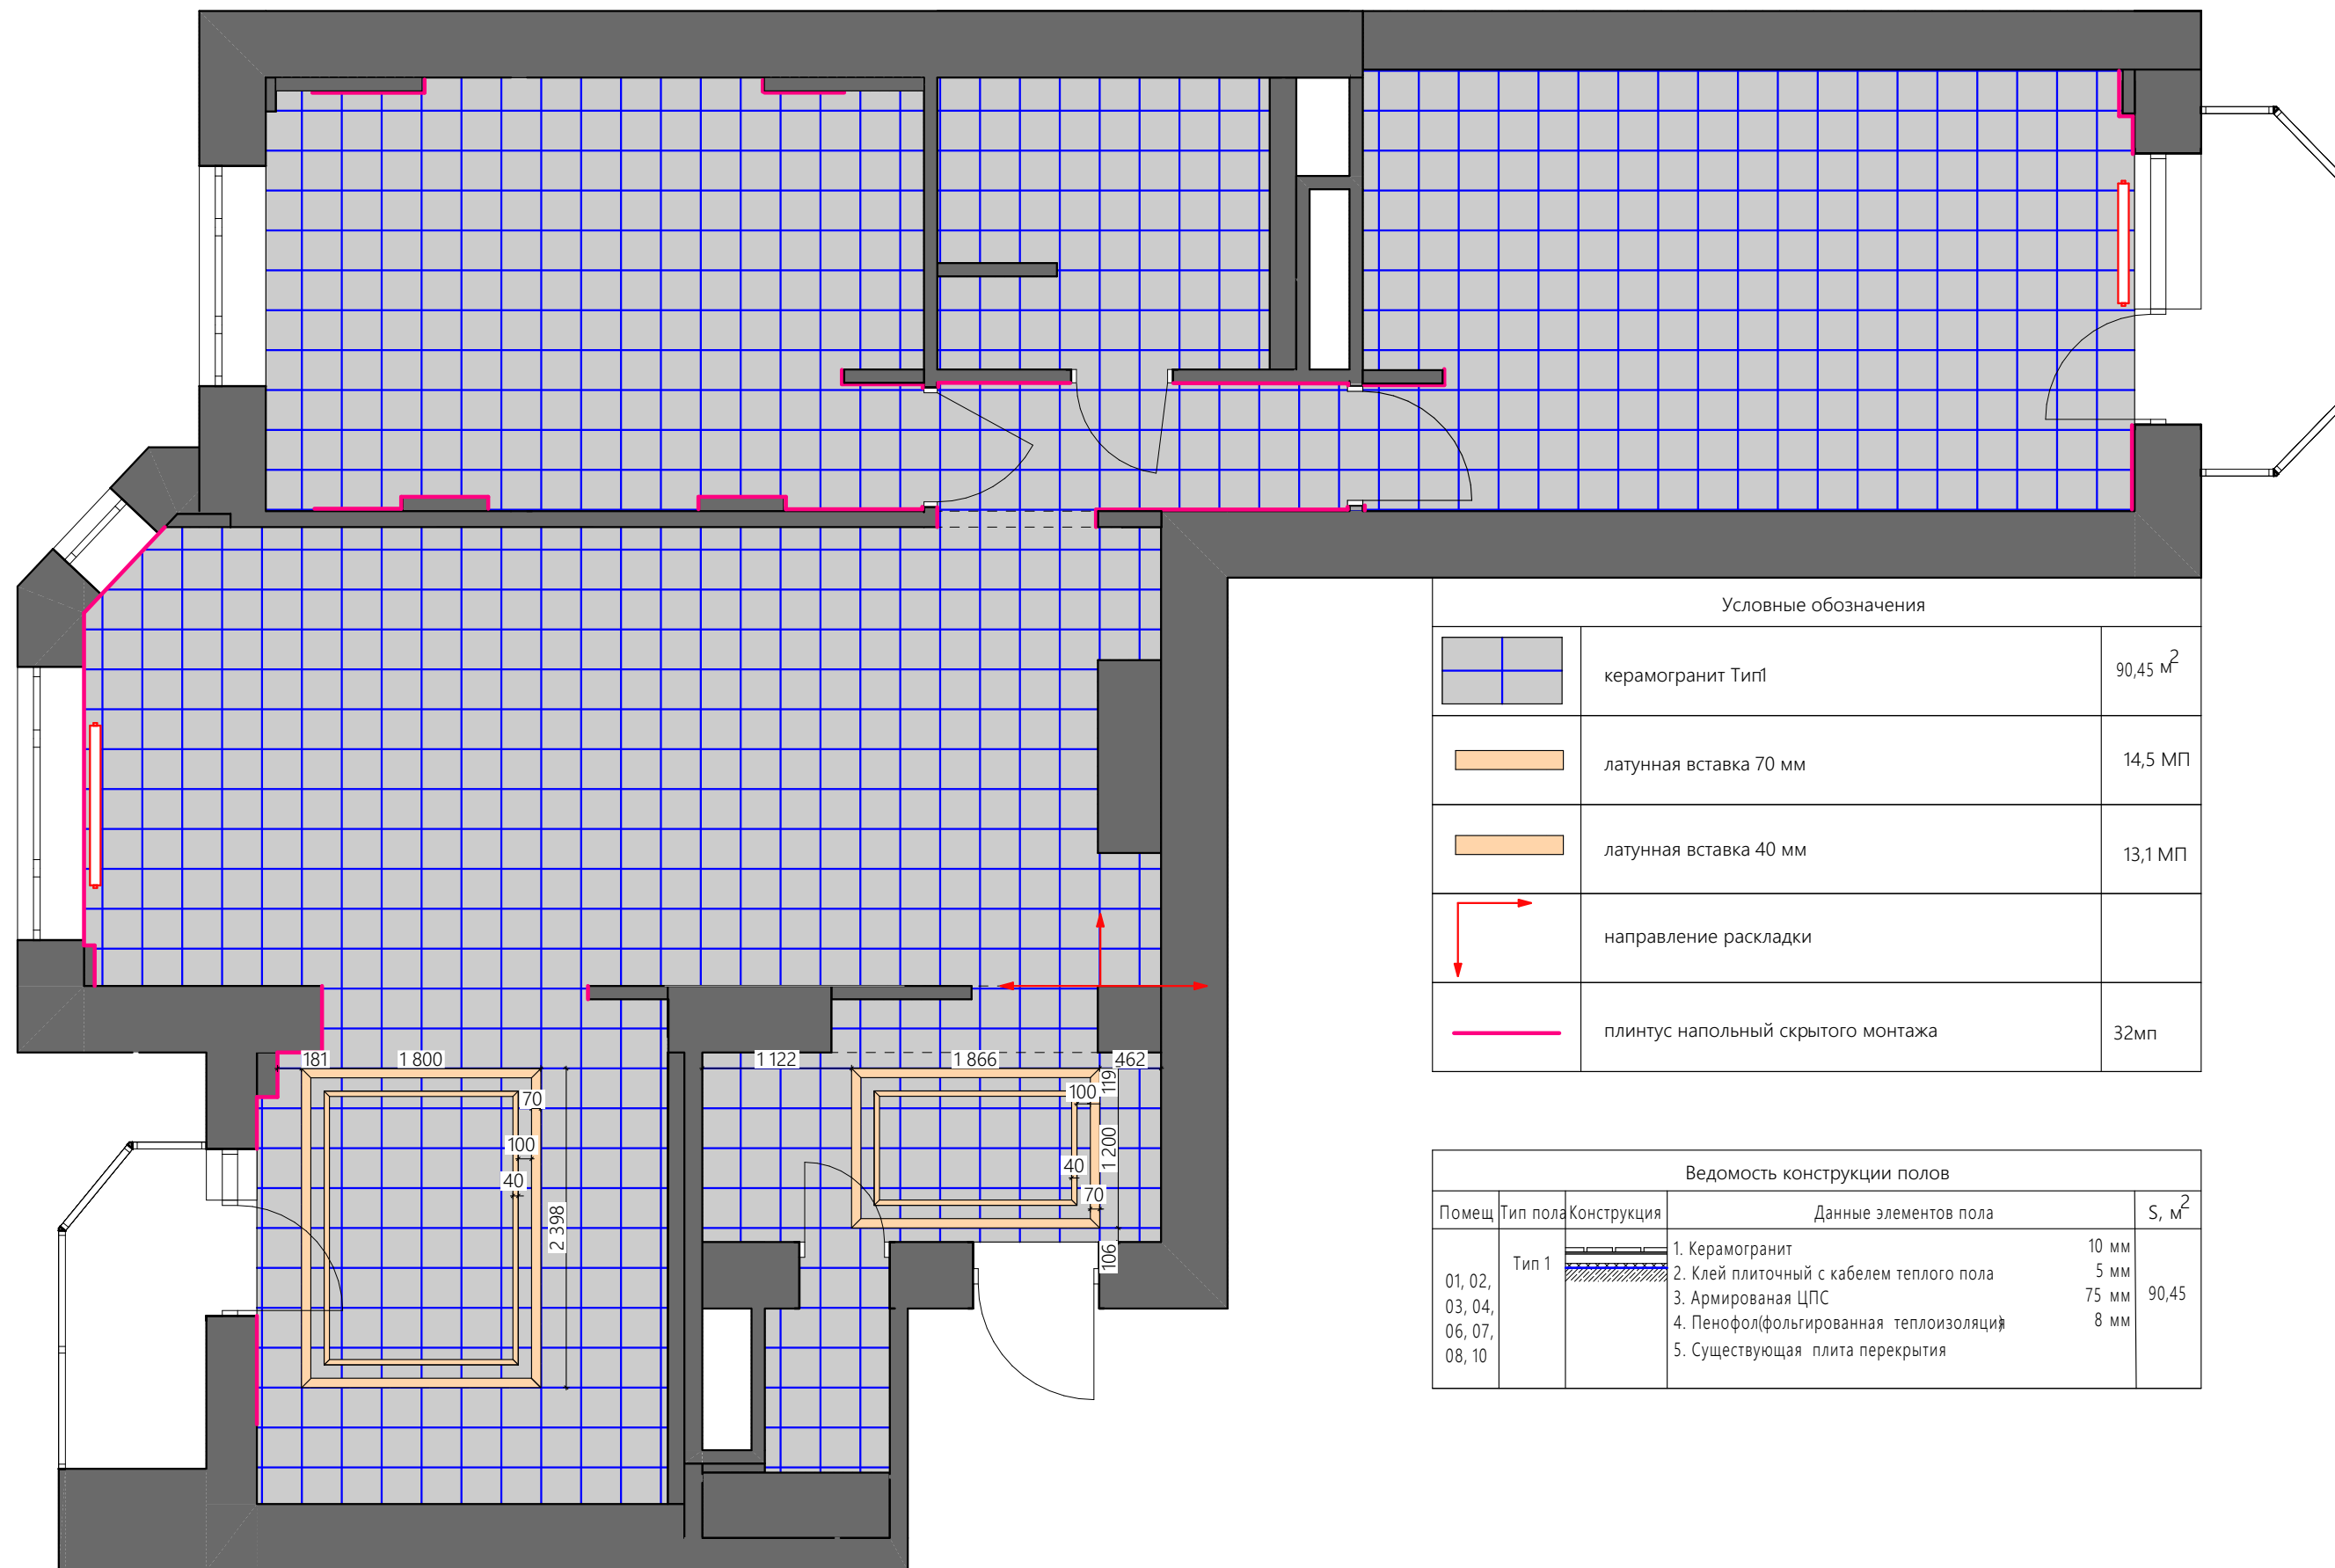 Условные обозначения
керамогранит Тип1
90,45 м2
латунная вставка 70 мм
14,5 МП
латунная вставка 40 мм
13,1 МП
направление раскладки
плинтус напольный скрытого монтажа
32мп
181
1 800
1 122
1 866
462
119
100
70
100
40
2 398
1 200
40
70
106
Ведомость конструкции полов
Помещ Тип пола Конструкция Данные элементов пола S, м2
01, 02,
03, 04,
06, 07,
08, 10
Тип 1
1. Керамогранит 10 мм
2. Клей плиточный с кабелем теплого пола 5 мм
3. Армированая ЦПС 75 мм
4. Пенофол(фольгированная теплоизоляция) 8 мм
5. Существующая плита перекрытия
90,45